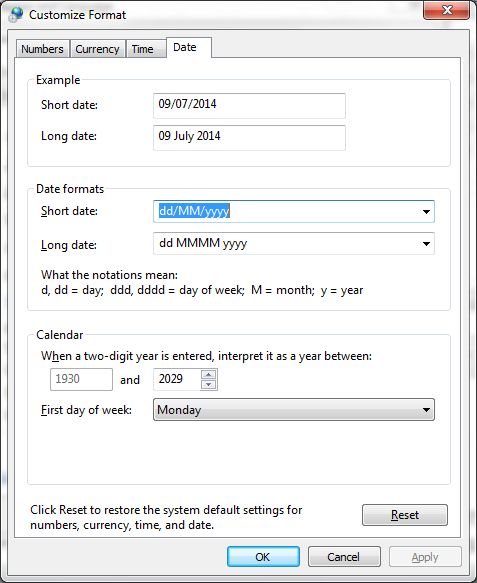 Customize Format
Numbers Currency Time Date
Example
Short date: 09/07/2014
Long date: 09 July 2014
Date formats
Short date: dd/MM/yyyy
Long date: dd MMMM yyyy
What the notations mean:
d, dd = day; ddd, dddd = day of week; M = month; y = year
Calendar
When a two-digit year is entered, interpret it as a year between:
1930 and 2029
First day of week: Monday
Click Reset to restore the system default settings for
numbers, currency, time, and date.
Reset
OK Cancel Apply